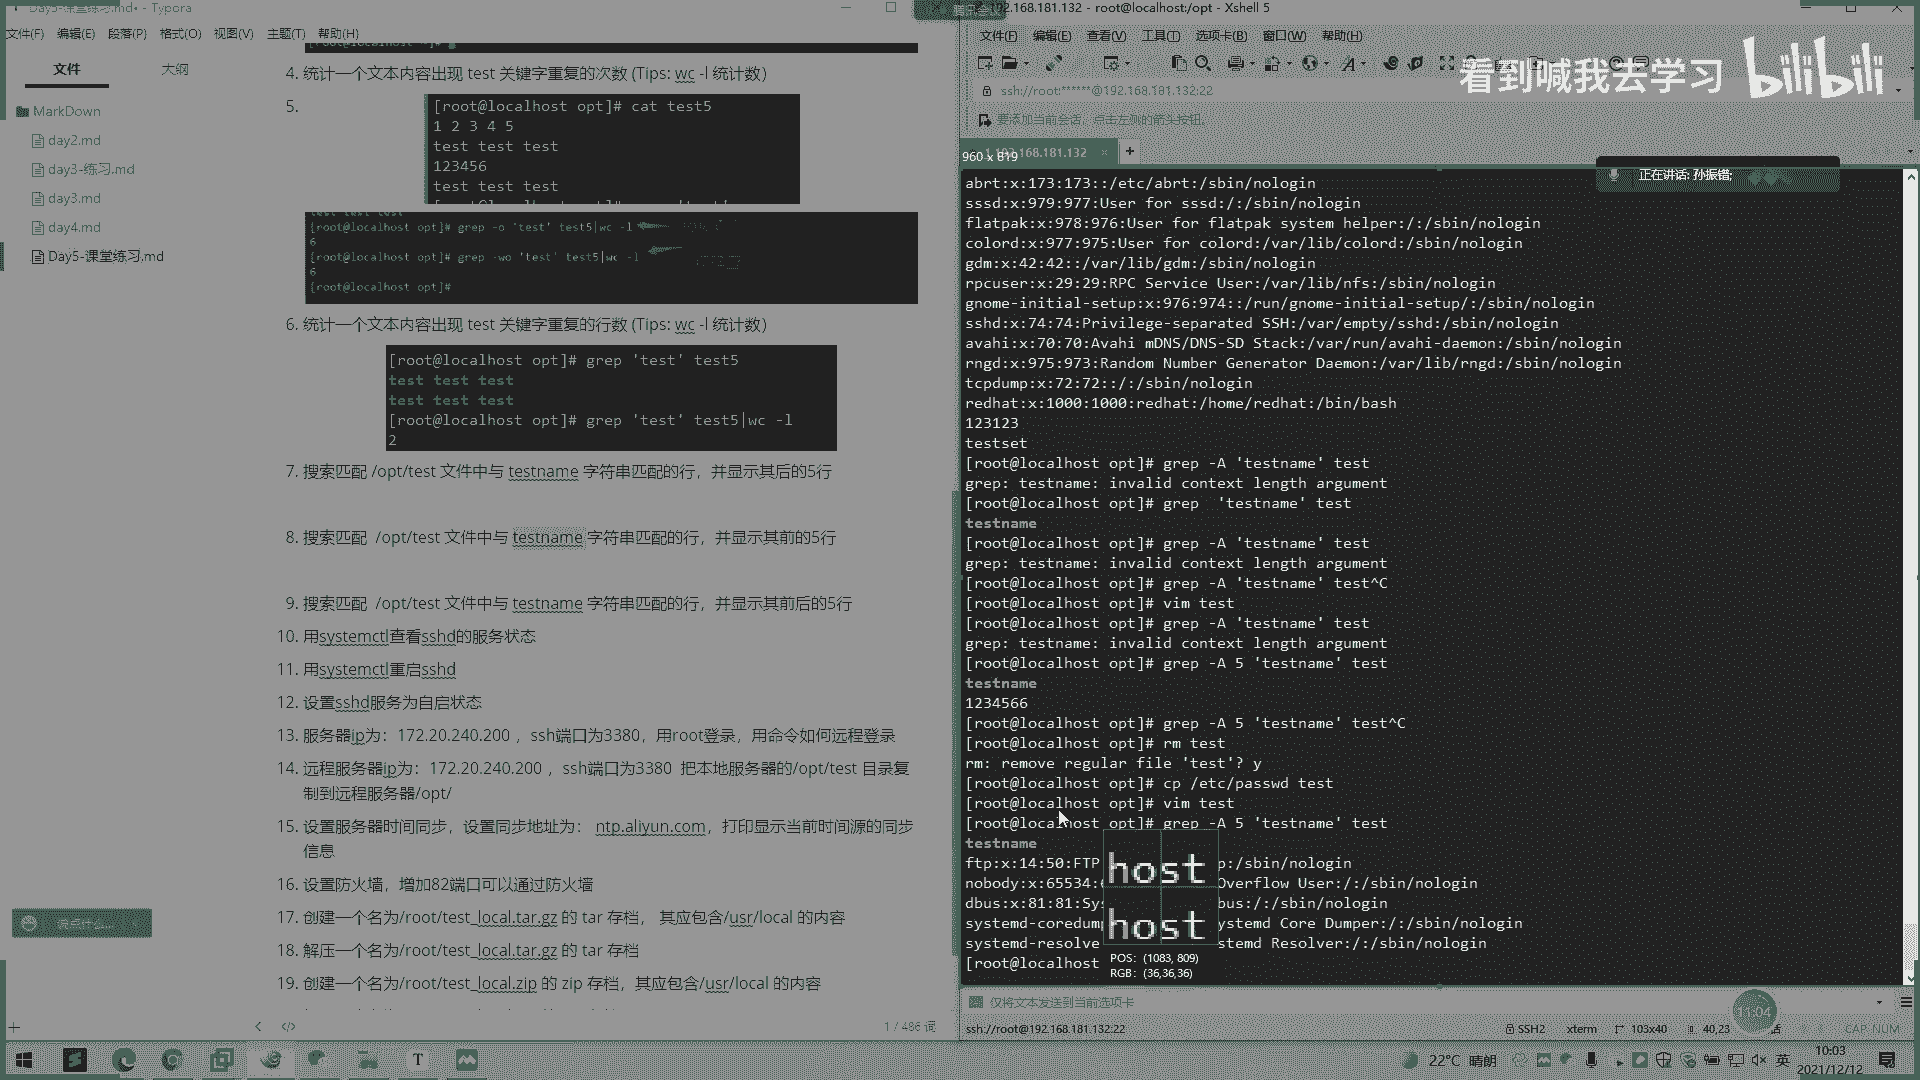 Day5-课堂练习.md - Typora
文件(F) 编辑(E) 段落(P) 格式(O) 视图(V) 主题(T) 帮助(H)
文件
大纲
MarkDown
day2.md
day3-练习.md
day3.md
day4.md
Day5-课堂练习.md
4. 统计一个文本内容出现 test 关键字重复的次数 (Tips: wc -l 统计数)
5.
[root@localhost opt]# cat test5
1 2 3 4 5
test test test
123456
test test test
[root@localhost opt]# grep -o 'test' test5|wc -l
6
[root@localhost opt]# grep -wo 'test' test5|wc -l
6
[root@localhost opt]#
6. 统计一个文本内容出现 test 关键字重复的行数 (Tips: wc -l 统计数)
[root@localhost opt]# grep 'test' test5
test test test
test test test
[root@localhost opt]# grep 'test' test5|wc -l
2
7. 搜索匹配 /opt/test 文件中与 testname 字符串匹配的行，并显示其后的5行
8. 搜索匹配 /opt/test 文件中与 testname 字符串匹配的行，并显示其前的5行
9. 搜索匹配 /opt/test 文件中与 testname 字符串匹配的行，并显示其前后的5行
10. 用systemctl查看sshd的服务状态
11. 用systemctl重启sshd
12. 设置sshd服务为自启状态
13. 服务器ip为：172.20.240.200 ，ssh端口为3380，用root登录，用命令如何远程登录
14. 远程服务器ip为：172.20.240.200 ，ssh端口为3380 把本地服务器的/opt/test 目录复
制到远程服务器/opt/
15. 设置服务器时间同步，设置同步地址为： ntp.aliyun.com，打印显示当前时间源的同步
信息
16. 设置防火墙，增加82端口可以通过防火墙
17. 创建一个名为/root/test_local.tar.gz 的 tar 存档， 其应包含/usr/local 的内容
18. 解压一个名为/root/test_local.tar.gz 的 tar 存档
19. 创建一个名为/root/test_local.zip 的 zip 存档，其应包含/usr/local 的内容
1 / 486 词
192.168.181.132 - root@localhost:/opt - Xshell 5
文件(F) 编辑(E) 查看(V) 工具(T) 选项卡(B) 窗口(W) 帮助(H)
看到喊我去学习 bilibili
ssh://root:******@192.168.181.132:22
要添加当前会话，点击左侧的箭头按钮。
960 x 819
1 192.168.181.132
正在讲话: 孙振错;
abrt:x:173:173::/etc/abrt:/sbin/nologin
sssd:x:979:977:User for sssd:/:/sbin/nologin
flatpak:x:978:976:User for flatpak system helper:/:/sbin/nologin
colord:x:977:975:User for colord:/var/lib/colord:/sbin/nologin
gdm:x:42:42::/var/lib/gdm:/sbin/nologin
rpcuser:x:29:29:RPC Service User:/var/lib/nfs:/sbin/nologin
gnome-initial-setup:x:976:974::/run/gnome-initial-setup/:/sbin/nologin
sshd:x:74:74:Privilege-separated SSH:/var/empty/sshd:/sbin/nologin
avahi:x:70:70:Avahi mDNS/DNS-SD Stack:/var/run/avahi-daemon:/sbin/nologin
rngd:x:975:973:Random Number Generator Daemon:/var/lib/rngd:/sbin/nologin
tcpdump:x:72:72::/:/sbin/nologin
redhat:x:1000:1000:redhat:/home/redhat:/bin/bash
123123
testset
[root@localhost opt]# grep -A 'testname' test
grep: testname: invalid context length argument
[root@localhost opt]# grep  'testname' test
testname
[root@localhost opt]# grep -A 'testname' test
grep: testname: invalid context length argument
[root@localhost opt]# grep -A 'testname' test^C
[root@localhost opt]# vim test
[root@localhost opt]# grep -A 'testname' test
grep: testname: invalid context length argument
[root@localhost opt]# grep -A 5 'testname' test
testname
1234566
[root@localhost opt]# grep -A 5 'testname' test^C
[root@localhost opt]# rm test
rm: remove regular file 'test'? y
[root@localhost opt]# cp /etc/passwd test
[root@localhost opt]# vim test
[root@localhost opt]# grep -A 5 'testname' test
testname
ftp:x:14:50:FTP p:/sbin/nologin
nobody:x:65534: Overflow User:/:/sbin/nologin
dbus:x:81:81:Sys bus:/:/sbin/nologin
systemd-coredump ystemd Core Dumper:/:/sbin/nologin
systemd-resolve stemd Resolver:/:/sbin/nologin
[root@localhost
host
host
POS: (1083, 809)
RGB: (36,36,36)
仅将文本发送到当前选项卡
11:04
ssh://root@192.168.181.132:22
SSH2 xterm 103x40 40,23 CAP NUM
22°C 晴朗
英
10:03
2021/12/12